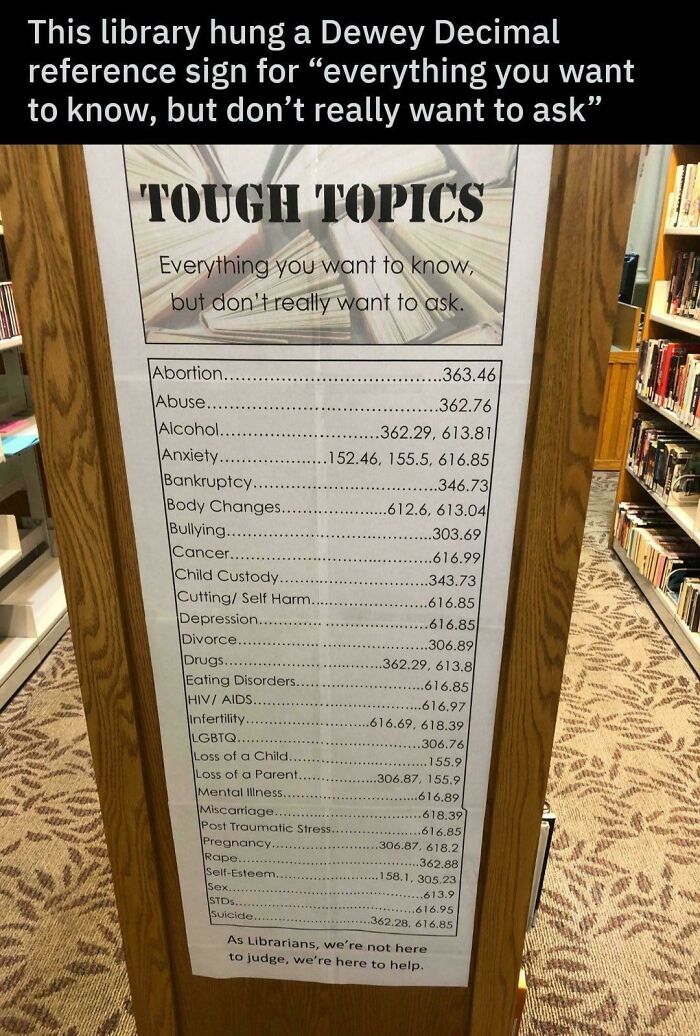 This library hung a Dewey Decimal
reference sign for “everything you want
to know, but don’t really want to ask”
TOUGH TOPICS
Everything you want to know,
but don't really want to ask.
Abortion....................................363.46
Abuse......................................362.76
Alcohol..........................362.29, 613.81
Anxiety..................152.46, 155.5, 616.85
Bankruptcy.................................346.73
Body Changes..................612.6, 613.04
Bullying....................................303.69
Cancer.....................................616.99
Child Custody.............................343.73
Cutting/ Self Harm.......................616.85
Depression.................................616.85
Divorce....................................306.89
Drugs............................362.29, 613.8
Eating Disorders..........................616.85
HIV/ AIDS..................................616.97
Infertility......................616.69, 618.39
LGBTQ......................................306.76
Loss of a Child............................155.9
Loss of a Parent................306.87, 155.9
Mental Illness.............................616.89
Miscarriage................................618.39
Post Traumatic Stress.....................616.85
Pregnancy.......................306.87, 618.2
Rape.......................................362.88
Self-Esteem.....................158.1, 305.23
Sex........................................613.9
STDs.......................................616.95
Suicide.........................362.28, 616.85
As Librarians, we're not here
to judge, we're here to help.